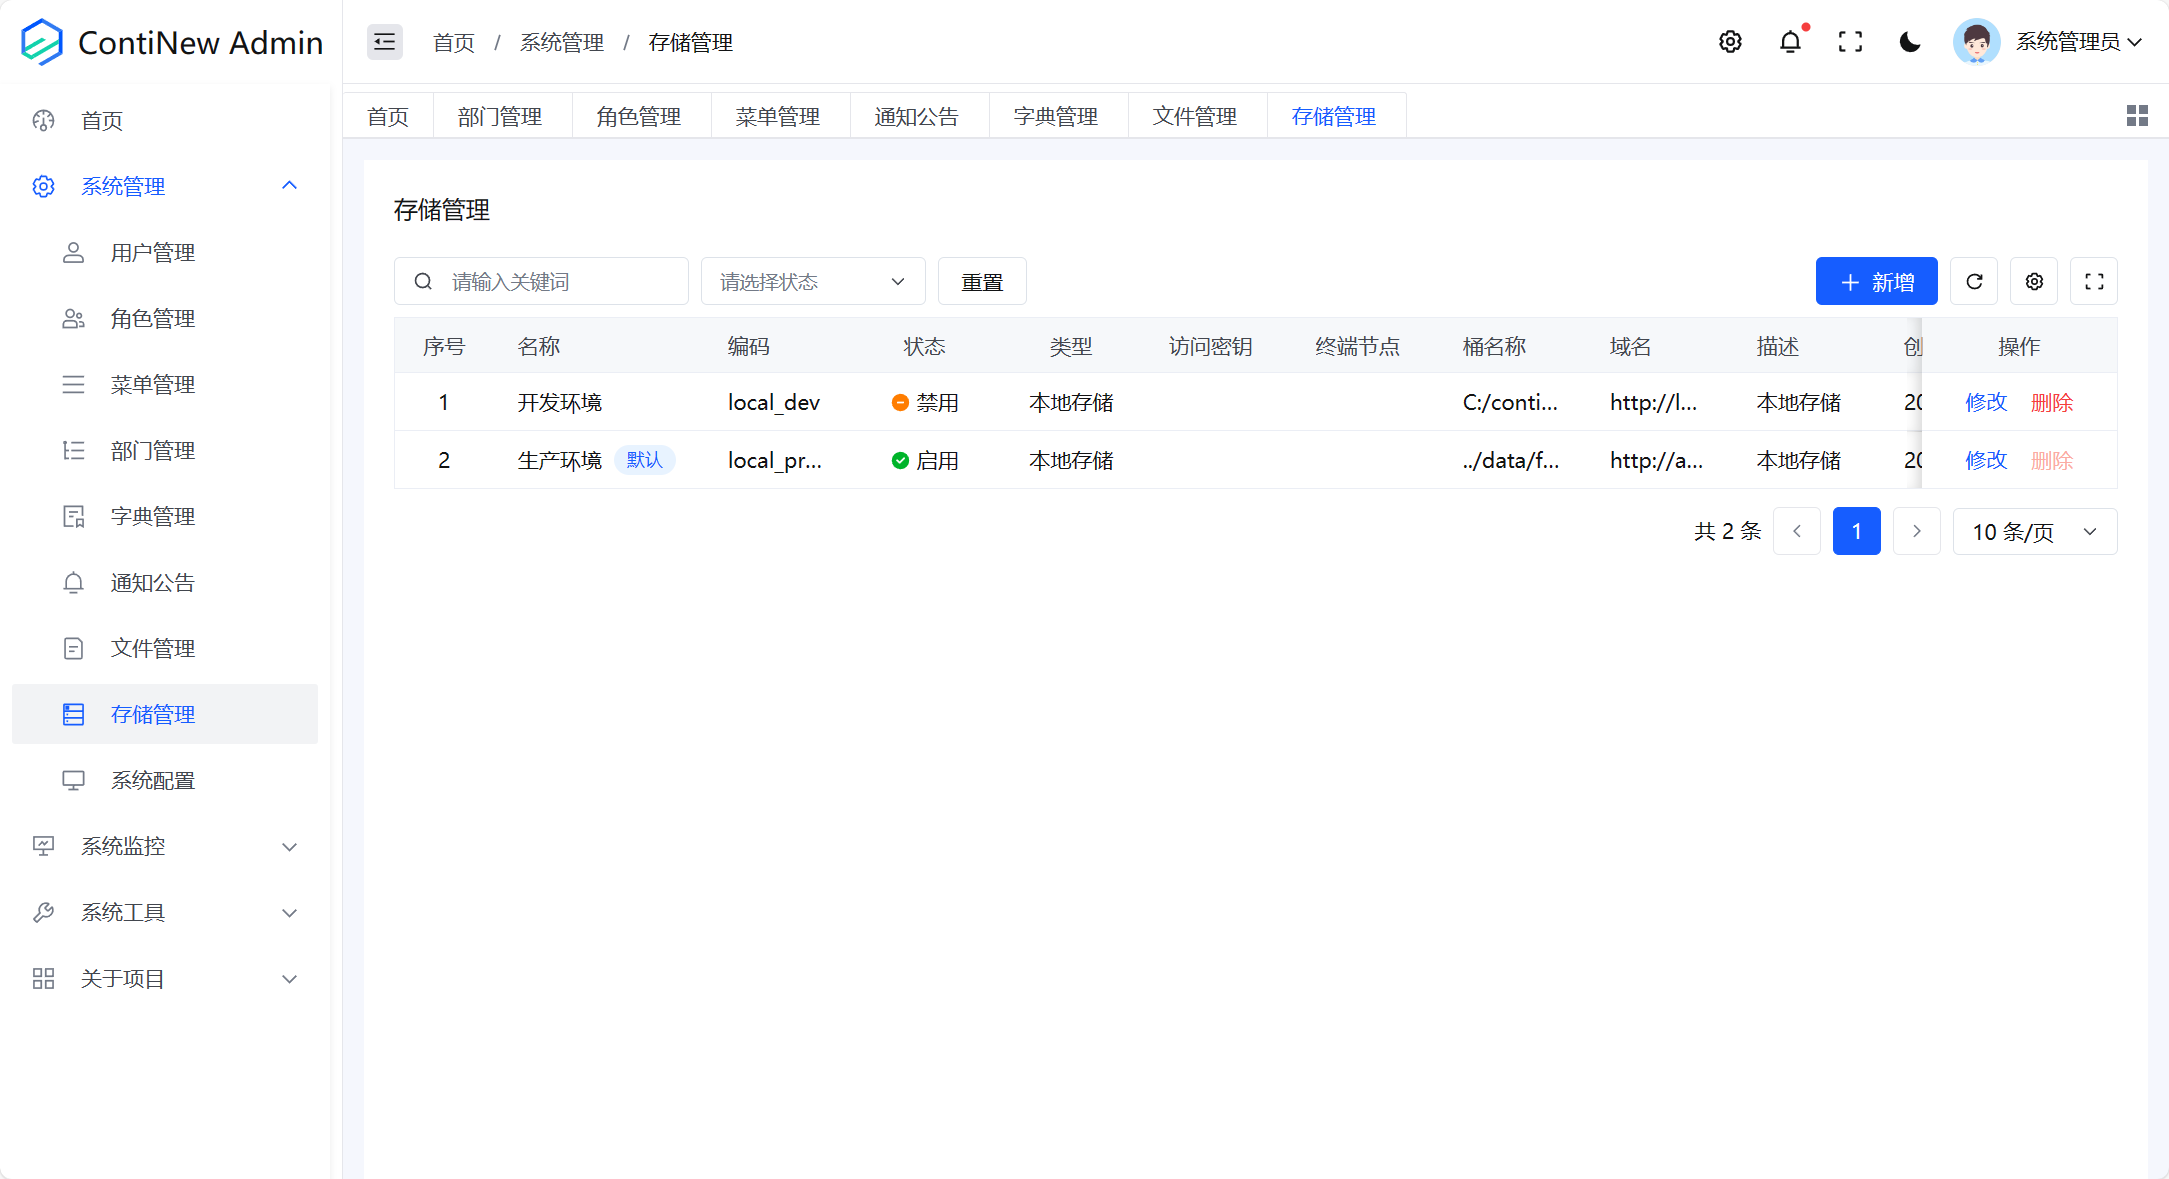 ContiNew Admin
首页 / 系统管理 / 存储管理
系统管理员
首页
系统管理
用户管理
角色管理
菜单管理
部门管理
字典管理
通知公告
文件管理
存储管理
系统配置
系统监控
系统工具
关于项目
首页 部门管理 角色管理 菜单管理 通知公告 字典管理 文件管理 存储管理
存储管理
请输入关键词 请选择状态 重置 新增
序号 名称 编码 状态 类型 访问密钥 终端节点 桶名称 域名 描述 创 操作
1 开发环境 local_dev 禁用 本地存储 C:/conti... http://l... 本地存储 20 修改 删除
2 生产环境 默认 local_pr... 启用 本地存储 ../data/f... http://a... 本地存储 20 修改 删除
共 2 条 1 10 条/页